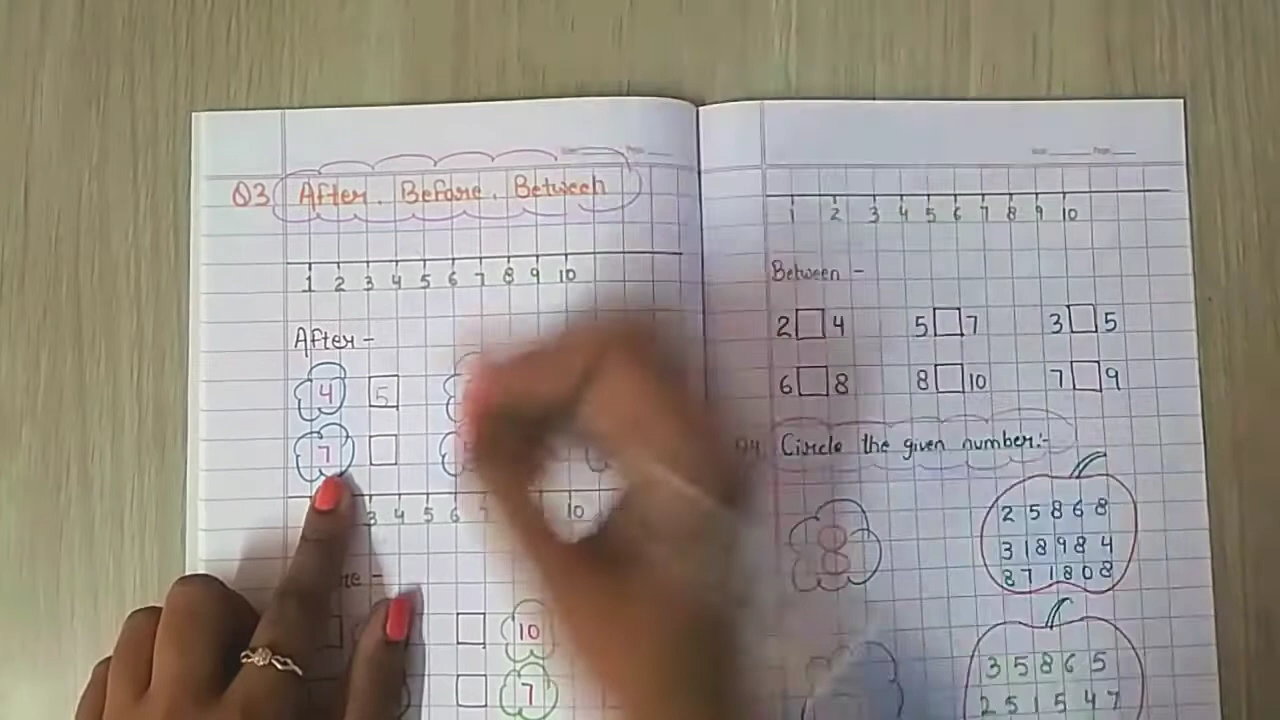 Q3 After. Before. Between
1 2 3 4 5 6 7 8 9 10
After -
4 5
7
3 4 5 6 7 10
re -
10
7
1 2 3 4 5 6 7 8 9 10
Between -
2 4 5 7 3 5
6 8 8 10 7 9
Q4 Circle the given number:-
8
2 5 8 6 8
3 1 8 9 8 4
8 7 1 8 0 8
3 5 8 6 5
2 5 1 5 4 7